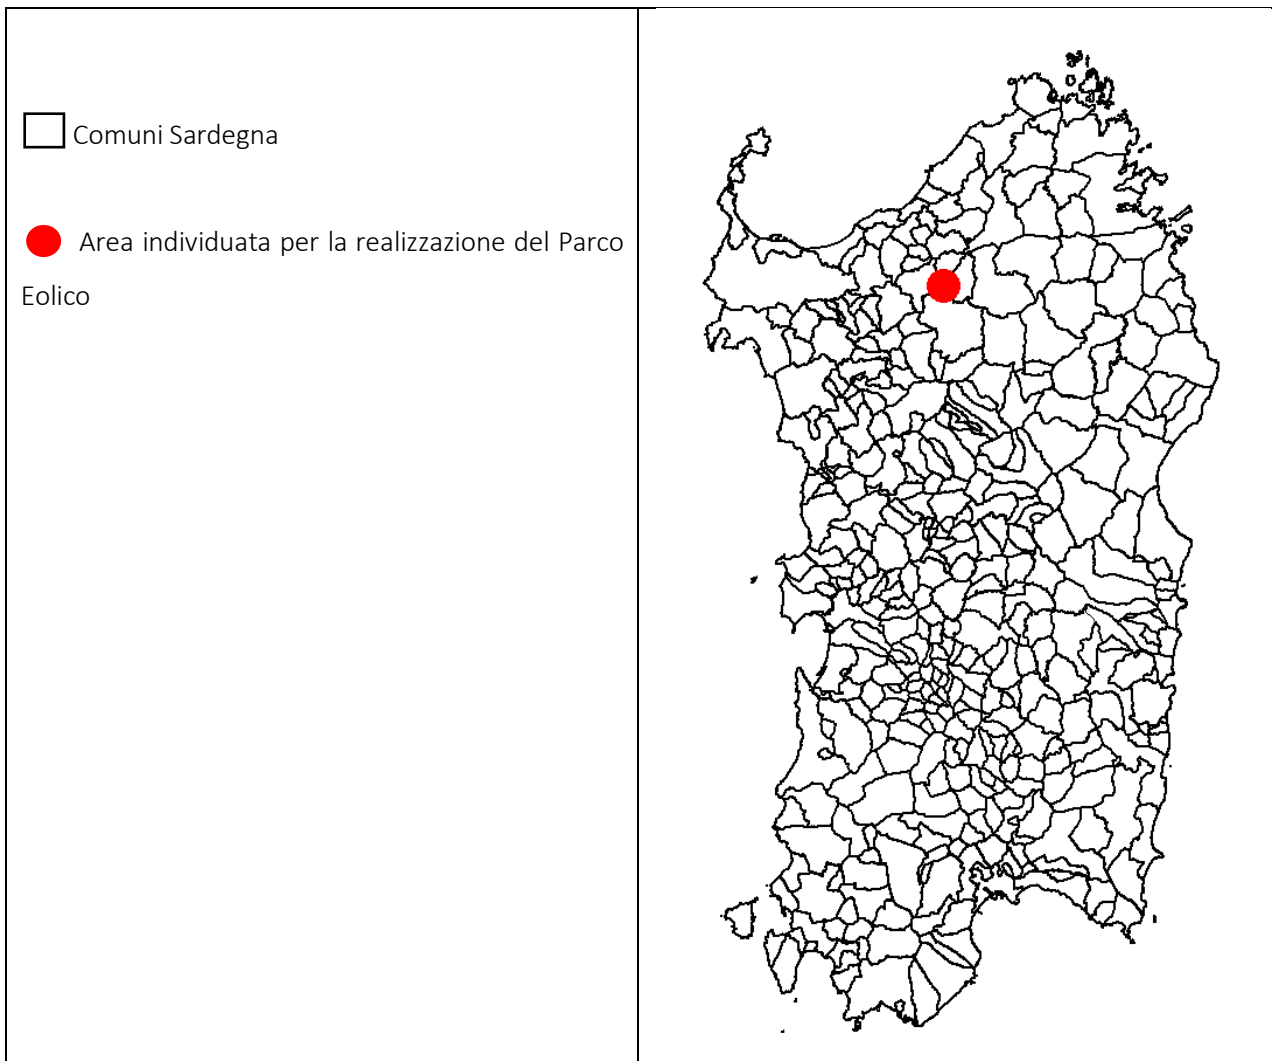 Comuni Sardegna
Area individuata per la realizzazione del Parco
Eolico